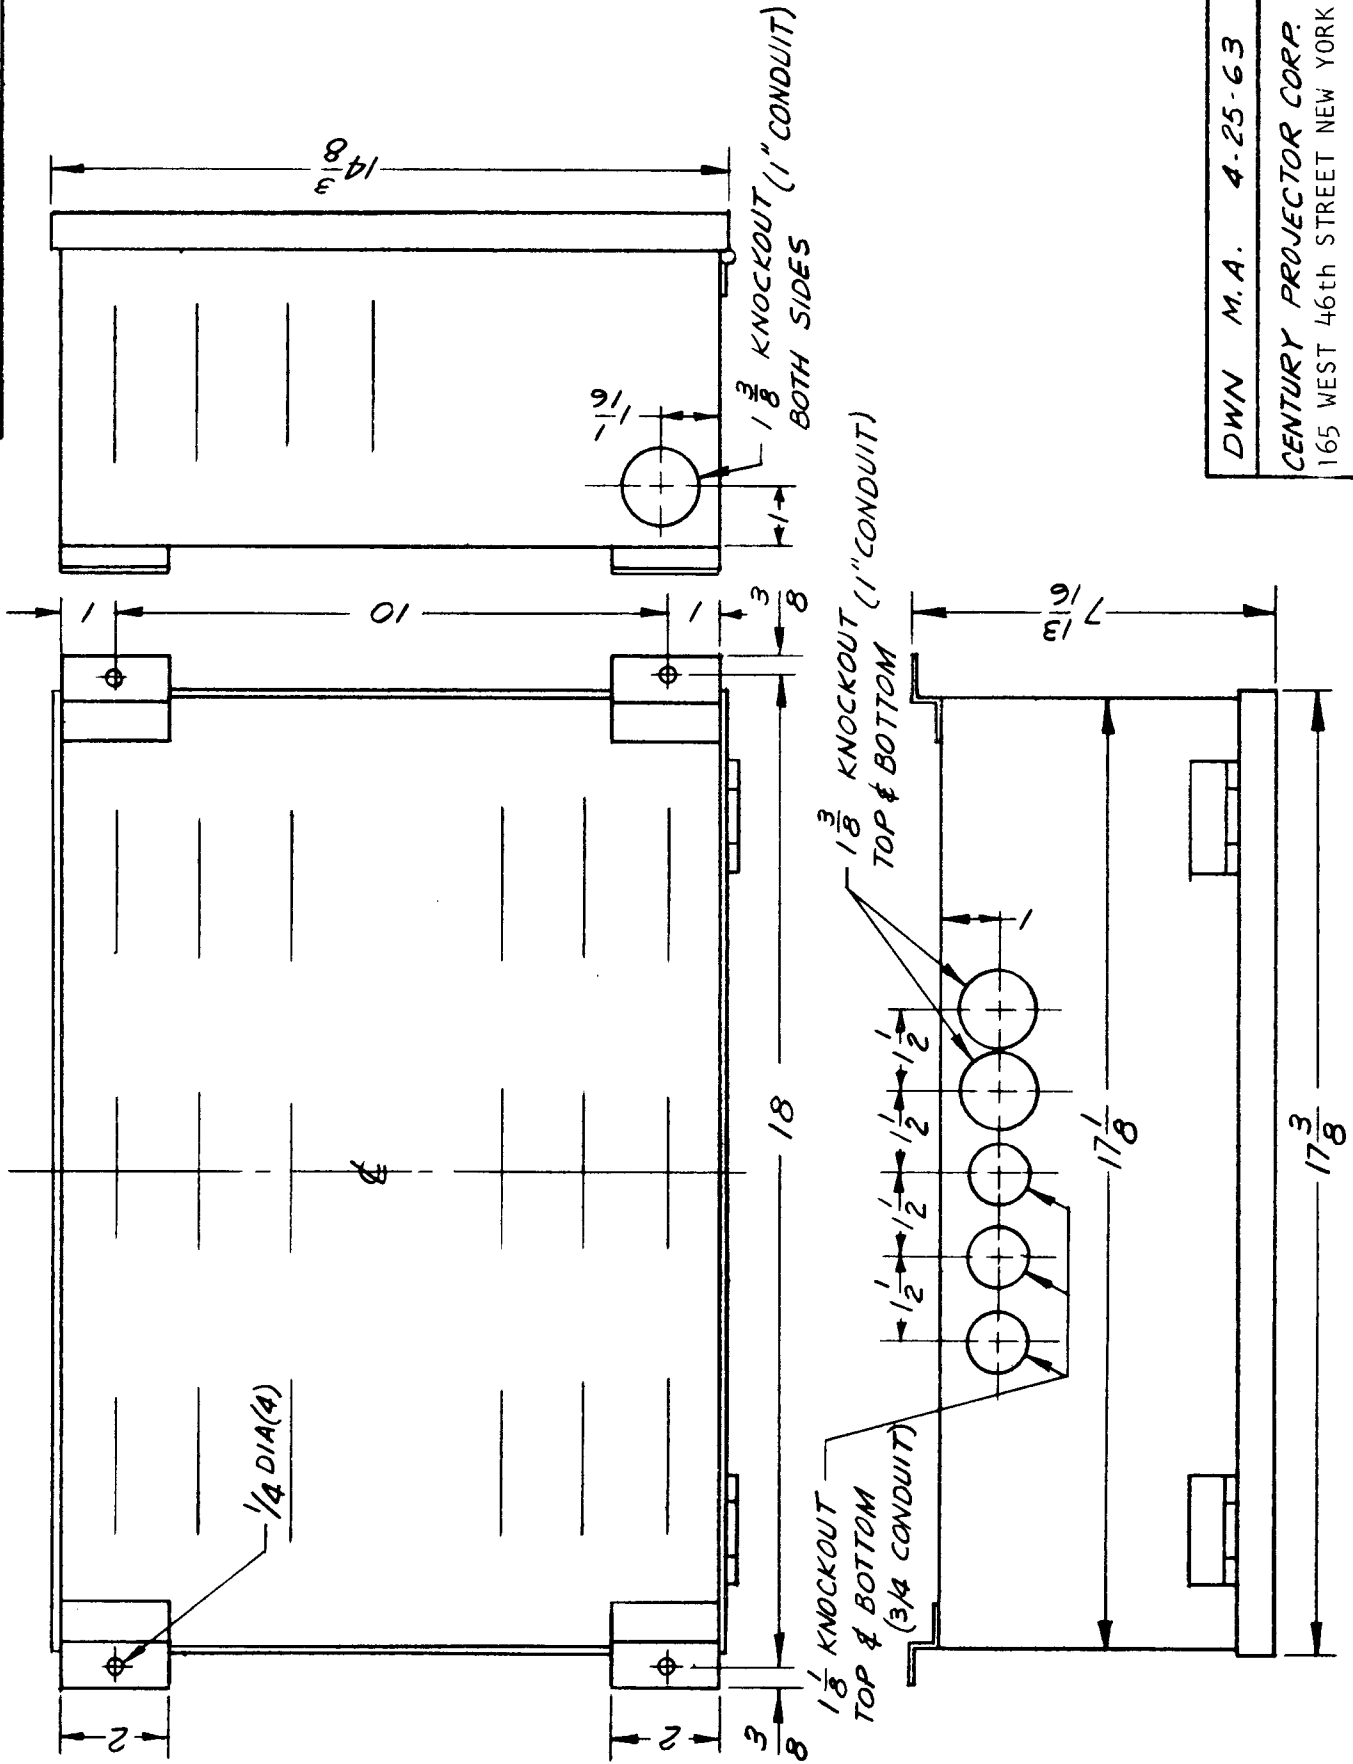 2
2
1/4 DIA(4)
℄
1
10
1
3/8
18
3/8
14 3/8
1 1/16
1
1 3/8 KNOCKOUT (1" CONDUIT)
BOTH SIDES
1 1/8 KNOCKOUT
TOP & BOTTOM
(3/4 CONDUIT)
1 3/8 KNOCKOUT (1" CONDUIT)
TOP & BOTTOM
1 1/2 1 1/2 1 1/2 1 1/2
1
7 13/16
17 1/8
17 3/8
DWN M.A. 4-25-63
CENTURY PROJECTOR CORP.
165 WEST 46th STREET NEW YORK